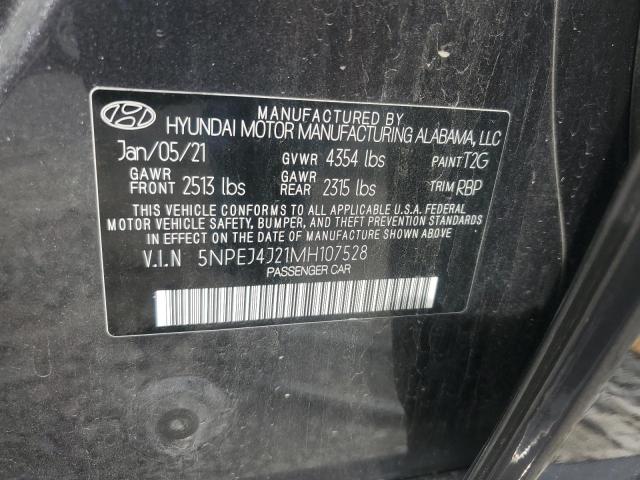 MANUFACTURED BY
HYUNDAI MOTOR MANUFACTURING ALABAMA, LLC
Jan/05/21 GVWR 4354 lbs PAINT T2G
GAWR FRONT 2513 lbs GAWR REAR 2315 lbs TRIM RBP
THIS VEHICLE CONFORMS TO ALL APPLICABLE U.S.A. FEDERAL
MOTOR VEHICLE SAFETY, BUMPER, AND THEFT PREVENTION STANDARDS
IN EFFECT ON THE DATE OF MANUFACTURE SHOWN ABOVE
V.I.N 5NPEJ4J21MH107528
PASSENGER CAR